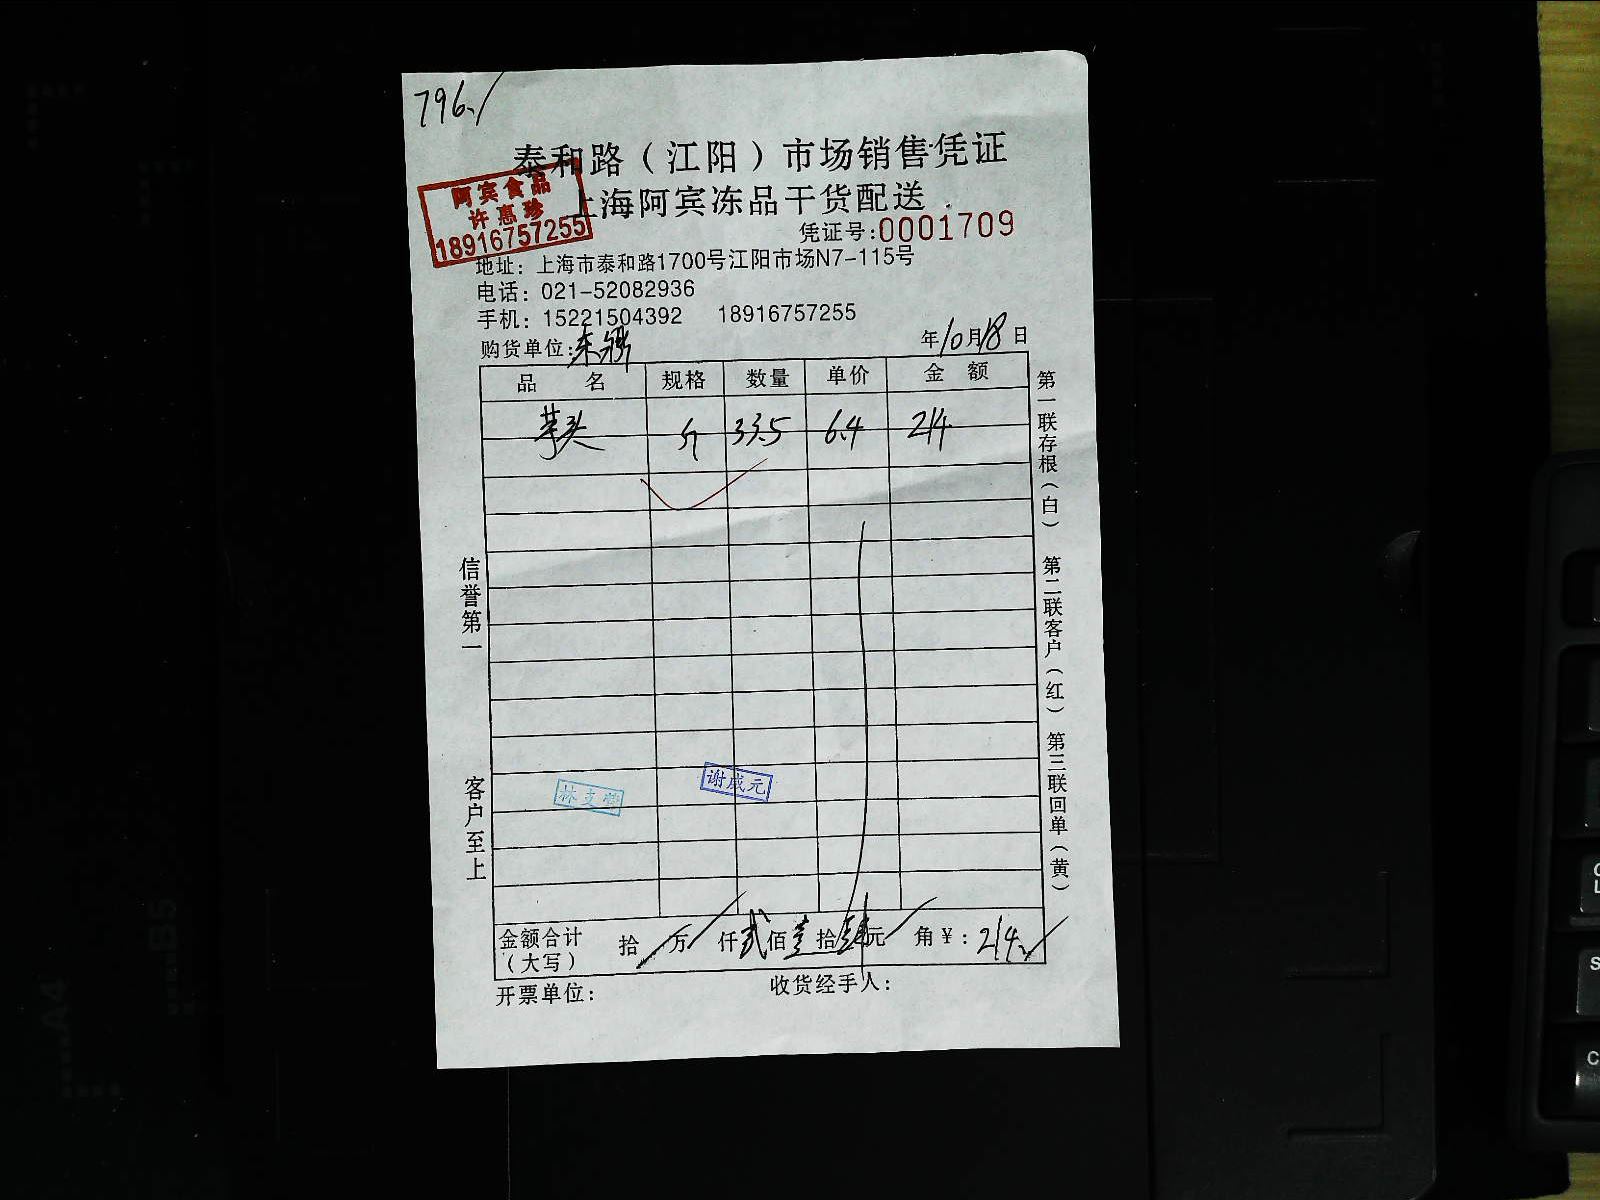 796.
泰和路（江阳）市场销售凭证
上海阿宾冻品干货配送
阿宾食品
许惠珍
18916757255
凭证号:0001709
地址：上海市泰和路1700号江阳市场N7-115号
电话：021-52082936
手机：15221504392 18916757255
购货单位:
年10月18日
品 名 规格 数量 单价 金 额
芋头 斤 33.5 6.4 214.
第一联存根（白） 第二联客户（红） 第三联回单（黄）
信誉第一 客户至上
谢成元
金额合计（大写） 拾 万 仟贰佰壹拾肆元 角￥：214.
开票单位： 收货经手人：